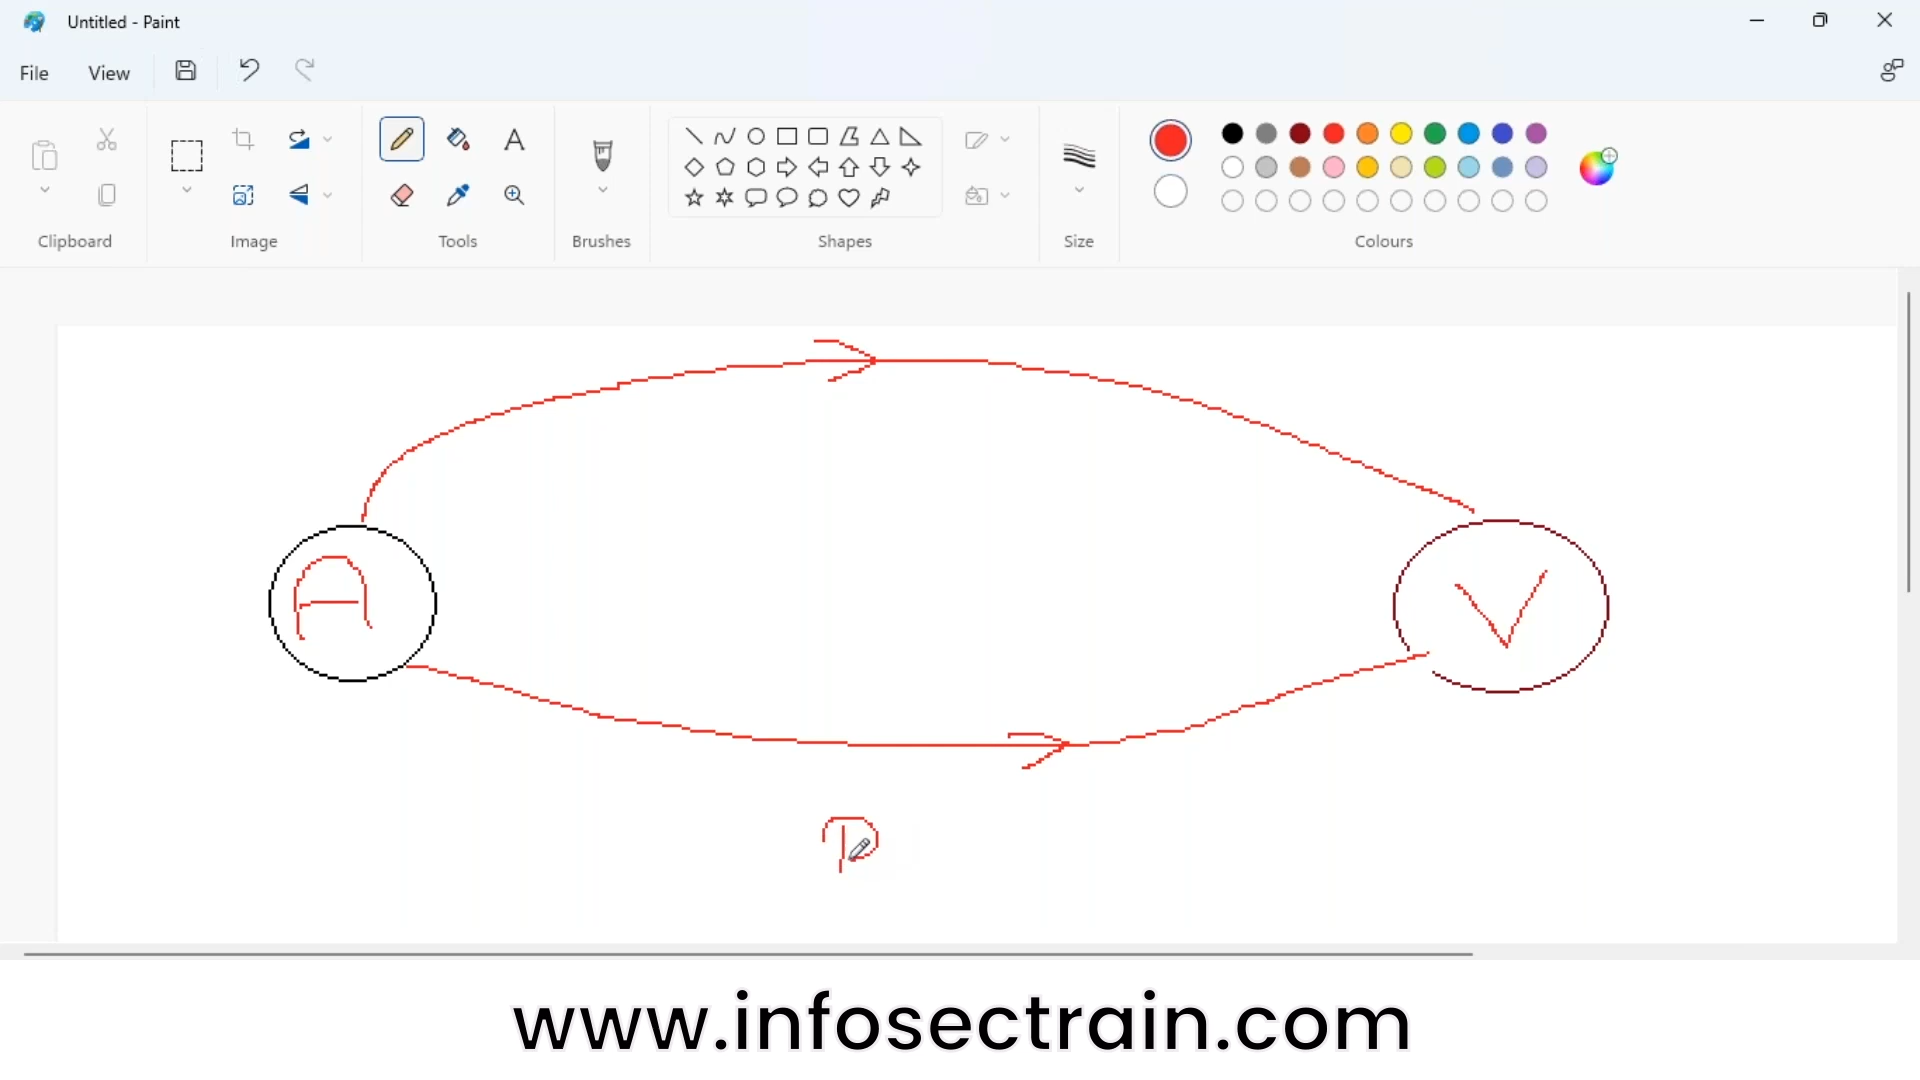 Untitled - Paint
File View
A
Clipboard Image Tools Brushes Shapes Size Colours
A V
P
www.infosectrain.com